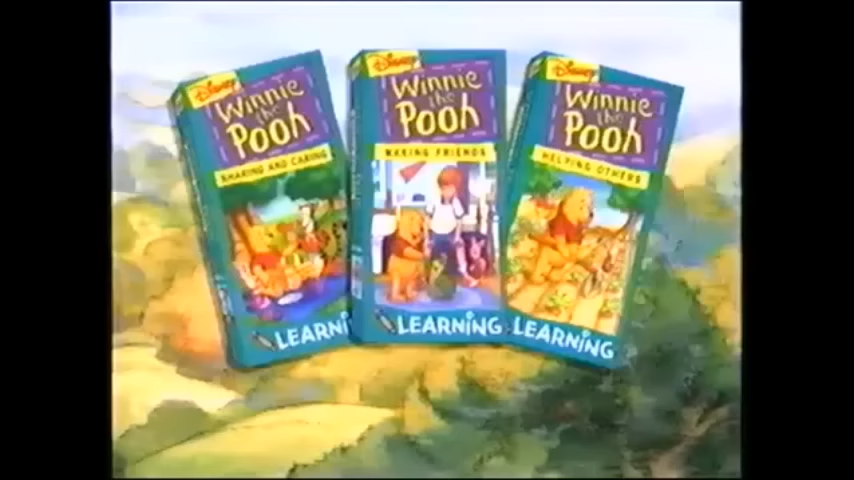 Disney
Winnie
the
Pooh
SHARING AND CARING
LEARNI
Disney
Winnie
the
Pooh
MAKING FRIENDS
LEARNING
Disney
Winnie
the
Pooh
HELPING OTHERS
LEARNING